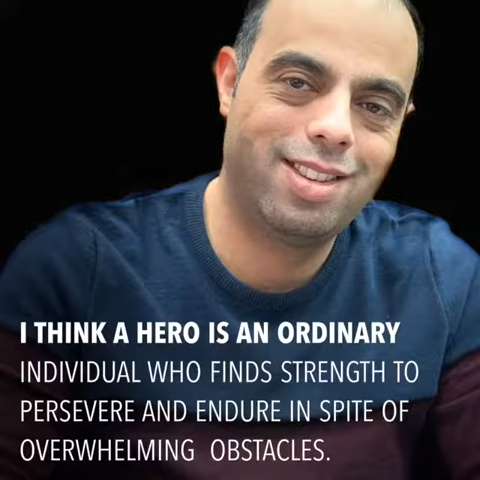 I THINK A HERO IS AN ORDINARY
INDIVIDUAL WHO FINDS STRENGTH TO
PERSEVERE AND ENDURE IN SPITE OF
OVERWHELMING OBSTACLES.